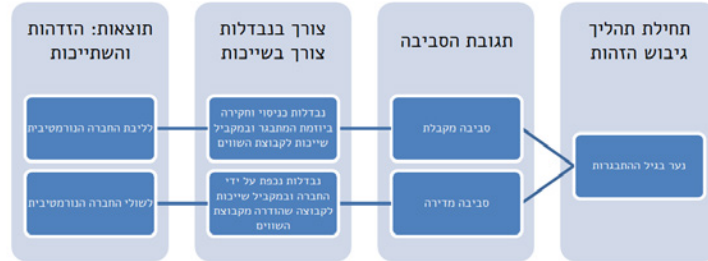 תחילת תהליך
גיבוש הזהות
נער בגיל ההתבגרות
תגובת הסביבה
סביבה מקבלת
סביבה מדירה
צורך בנבדלות
צורך בשייכות
נבדלות כניסוי וחקירה
ביוזמת המתבגר ובמקביל
שייכות לקבוצת השווים
נבדלות נכפת על ידי
החברה ובמקביל שייכות
לקבוצה שהודרה מקבוצת
השווים
תוצאות: הזדהות
והשתייכות
לליבת החברה הנורמטיבית
לשולי החברה הנורמטיבית